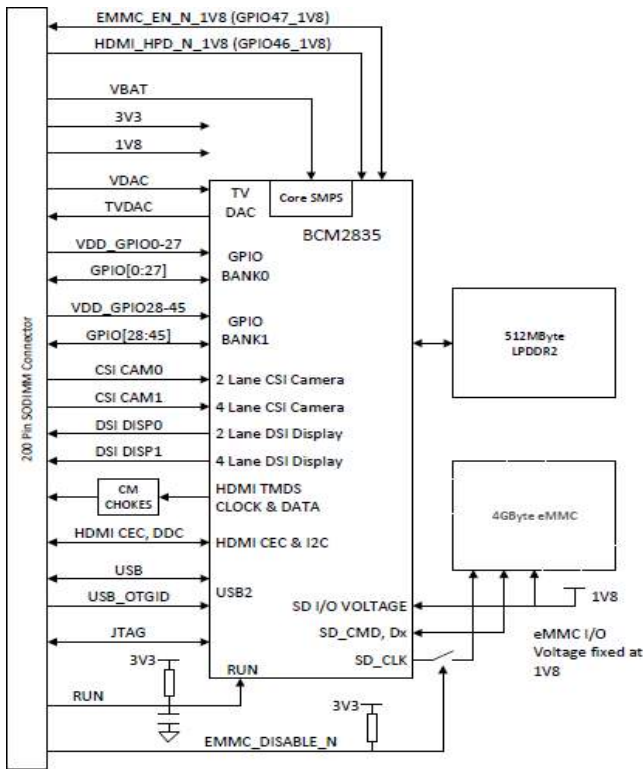 EMMC_EN_N_1V8 (GPIO47_1V8)
HDMI_HPD_N_1V8 (GPIO46_1V8)
VBAT
3V3
1V8
VDAC
TVDAC
VDD_GPIO0-27
GPIO[0:27]
VDD_GPIO28-45
GPIO[28:45]
CSI CAM0
CSI CAM1
DSI DISP0
DSI DISP1
CM
CHOKES
HDMI CEC, DDC
USB
USB_OTGID
JTAG
3V3
RUN
EMMC_DISABLE_N
3V3
200 Pin SODIMM Connector
TV
DAC
Core SMPS
BCM2835
GPIO
BANK0
GPIO
BANK1
2 Lane CSI Camera
4 Lane CSI Camera
2 Lane DSI Display
4 Lane DSI Display
HDMI TMDS
CLOCK & DATA
HDMI CEC & I2C
USB2
SD I/O VOLTAGE
SD_CMD, Dx
SD_CLK
RUN
512MByte
LPDDR2
4GByte eMMC
1V8
eMMC I/O
Voltage fixed at
1V8